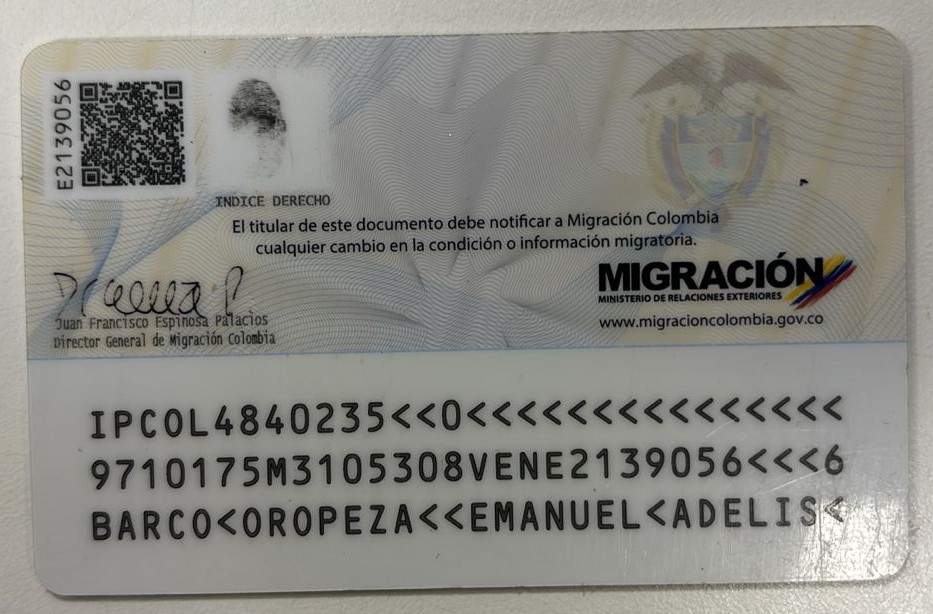 E2139056
INDICE DERECHO
El titular de este documento debe notificar a Migración Colombia
cualquier cambio en la condición o información migratoria.
MIGRACIÓN
MINISTERIO DE RELACIONES EXTERIORES
www.migracioncolombia.gov.co
Juan Francisco Espinosa Palacios
Director General de Migración Colombia
IPCOL4840235<<0<<<<<<<<<<<<<<<
9710175M3105308VENE2139056<<<6
BARCO<OROPEZA<<EMANUEL<ADELIS<